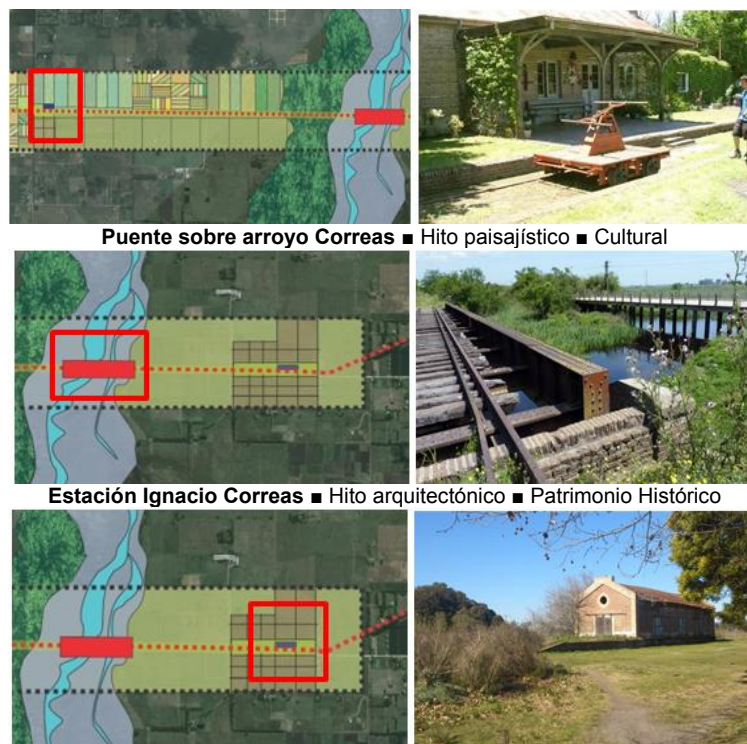 Puente sobre arroyo Correas ■ Hito paisajístico ■ Cultural
Estación Ignacio Correas ■ Hito arquitectónico ■ Patrimonio Histórico